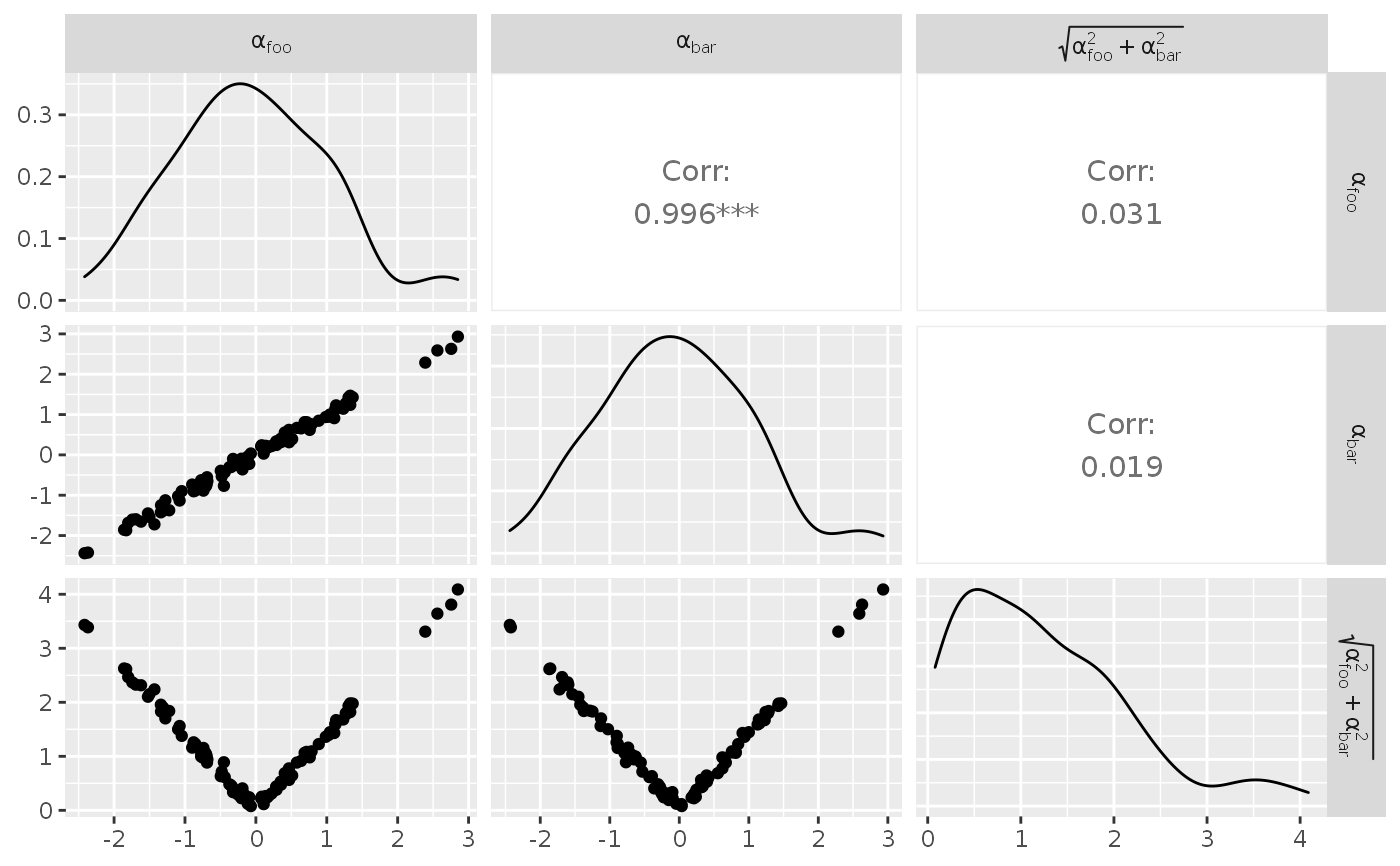 α_foo α_bar √(α²_foo + α²_bar)
0.3
0.2
0.1
0.0
Corr:
0.996***
Corr:
0.031
α_foo
3
2
1
0
-1
-2
Corr:
0.019
α_bar
4
3
2
1
0
√(α²_foo + α²_bar)
-2 -1 0 1 2 3 -2 -1 0 1 2 3 0 1 2 3 4